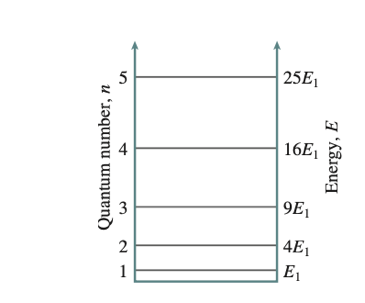 Quantum number, n
5
25E₁
4
16E₁
3
9E₁
2
4E₁
1
E₁
Energy, E